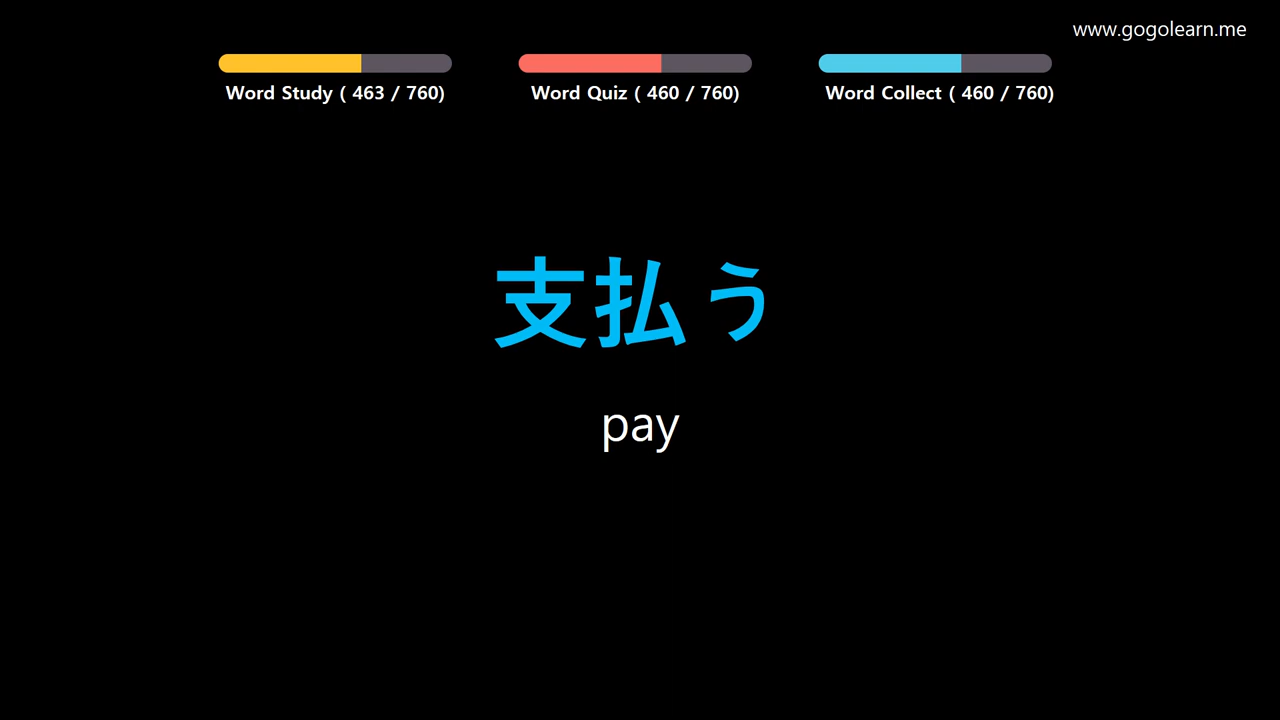 www.gogolearn.me
Word Study ( 463 / 760)
Word Quiz ( 460 / 760)
Word Collect ( 460 / 760)
支払う
pay